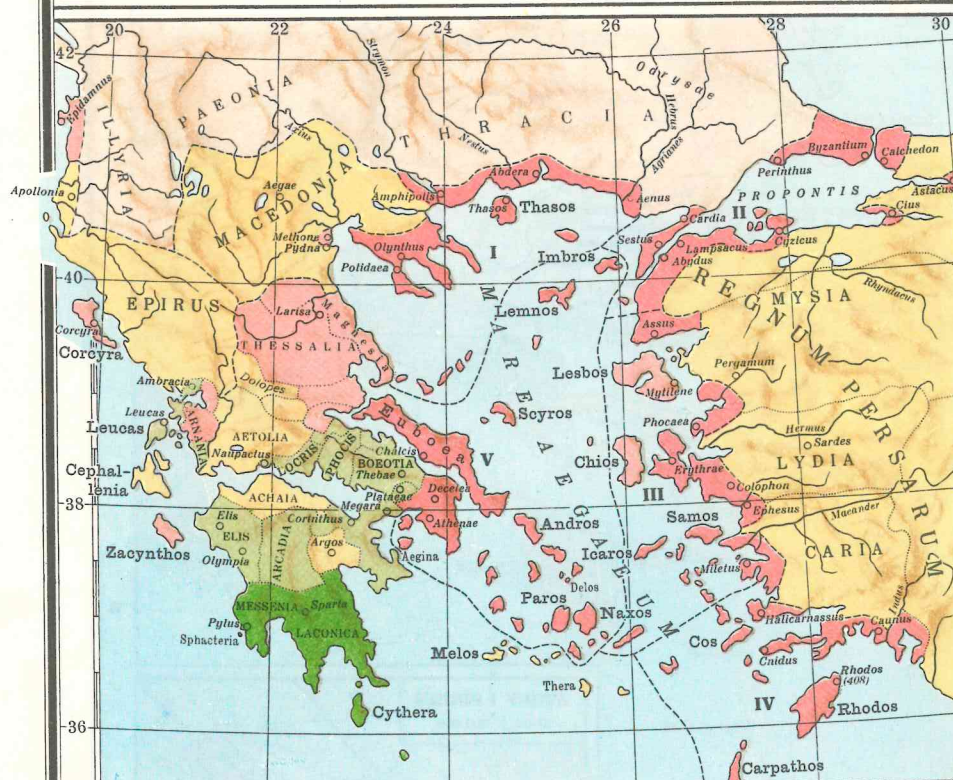 20
22
24
26
28
30
42
Strymon
Odrysae
Epidamnus
ILLYRIA
PAEONIA
Axius
THRACIA
Nestus
Hebrus
Agrianes
Byzantium
Calchedon
Perinthus
Apollonia
Aegae
MACEDONIA
Amphipolis
Abdera
Thasos
Thasos
Aenus
PROPONTIS
Astacus
Cius
Cardia
II
Methone
Pydna
Olynthus
Potidaea
I
Imbros
Sestus
Lampsacus
Abydus
Cyzicus
40
EPIRUS
Larisa
Magnesia
THESSALIA
Lemnos
MARE AEGAEUM
REGNUM PERSARUM
MYSIA
Rhyndacus
Corcyra
Corcyra
Assus
Ambracia
Dolopes
Lesbos
Mytilene
Pergamum
Leucas
Leucas
CARNANIA
AETOLIA
Naupactus
LOCRIS
PHOCIS
Euboea
Chalcis
BOEOTIA
Thebae
V
Scyros
Phocaea
Hermus
Sardes
LYDIA
Cephal-
lenia
Chios
Erythrae
III
Colophon
Ephesus
Plataeae
Deceleia
Megara
Athenae
38
ACHAIA
Elis
ELIS
Olympia
ARCADIA
Corinthus
Argos
Aegina
Zacynthos
Andros
Samos
Icaros
Maeander
CARIA
Miletus
Delos
Paros
Naxos
Indus
MESSENIA
Sparta
Pylus
Sphacteria
LACONICA
Melos
Thera
Cos
Halicarnassus
Caunus
Cnidus
Rhodos
(408)
IV
Rhodos
36
Cythera
Carpathos